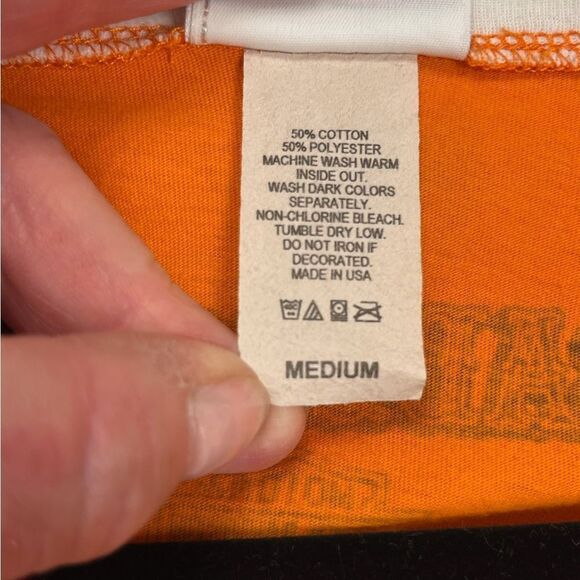 50% COTTON
50% POLYESTER
MACHINE WASH WARM
INSIDE OUT.
WASH DARK COLORS
SEPARATELY.
NON-CHLORINE BLEACH.
TUMBLE DRY LOW.
DO NOT IRON IF
DECORATED.
MADE IN USA
MEDIUM